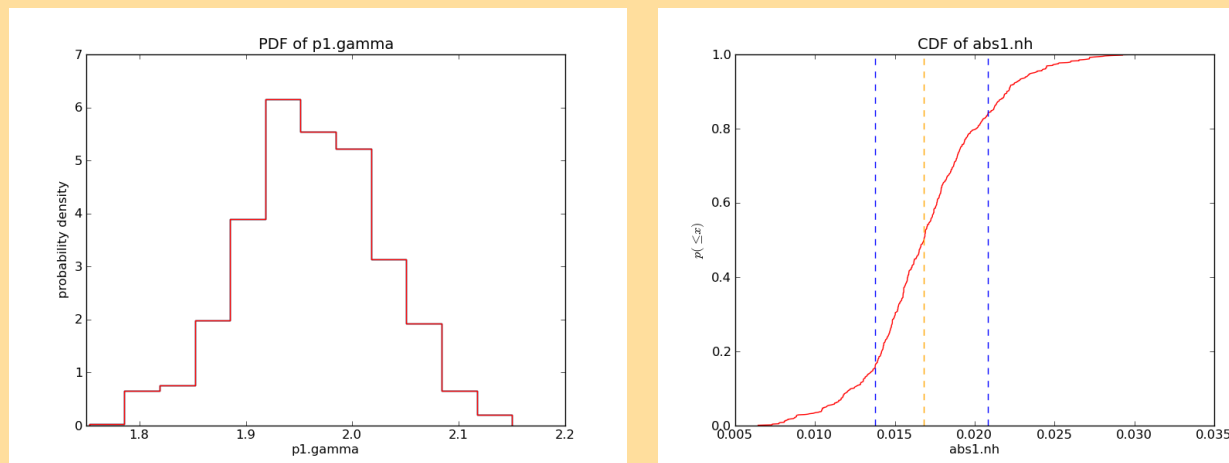 PDF of p1.gamma
7
6
5
4
3
2
1
0
probability density
1.8 1.9 2.0 2.1 2.2
p1.gamma
CDF of abs1.nh
1.0
0.8
0.6
0.4
0.2
0.0
p( ≤x)
0.005 0.010 0.015 0.020 0.025 0.030 0.035
abs1.nh